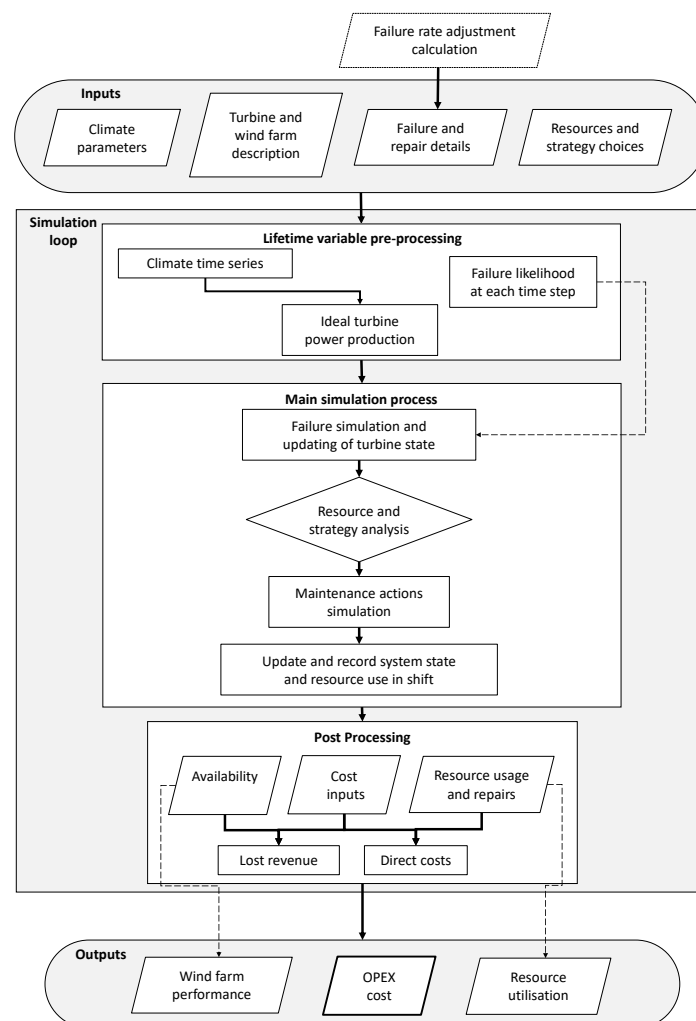 Failure rate adjustment
calculation
Inputs
Climate
parameters
Turbine and
wind farm
description
Failure and
repair details
Resources and
strategy choices
Simulation
loop
Lifetime variable pre-processing
Climate time series
Failure likelihood
at each time step
Ideal turbine
power production
Main simulation process
Failure simulation and
updating of turbine state
Resource and
strategy analysis
Maintenance actions
simulation
Update and record system state
and resource use in shift
Post Processing
Availability
Cost
inputs
Resource usage
and repairs
Lost revenue
Direct costs
Outputs
Wind farm
performance
OPEX
cost
Resource
utilisation